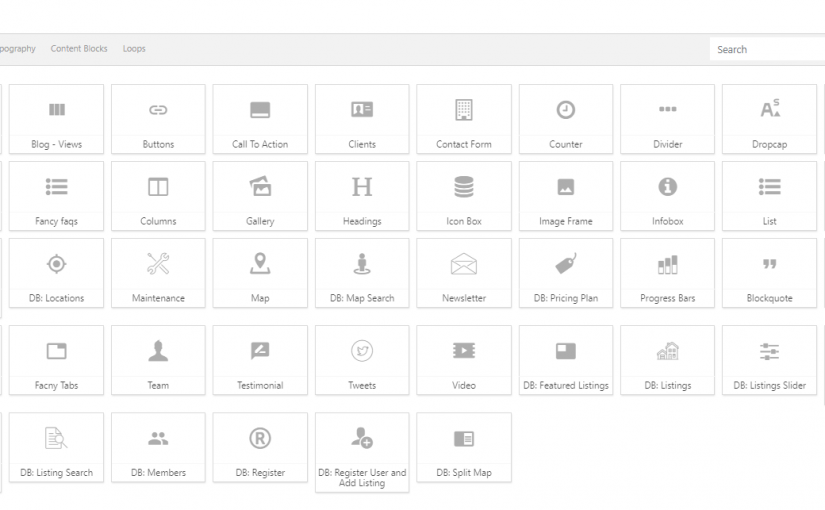 pography Content Blocks Loops Search
Blog - Views Buttons Call To Action Clients Contact Form Counter Divider Dropcap
Fancy faqs Columns Gallery Headings Icon Box Image Frame Infobox List
DB: Locations Maintenance Map DB: Map Search Newsletter DB: Pricing Plan Progress Bars Blockquote
Facny Tabs Team Testimonial Tweets Video DB: Featured Listings DB: Listings DB: Listings Slider
DB: Listing Search DB: Members DB: Register DB: Register User and Add Listing DB: Split Map